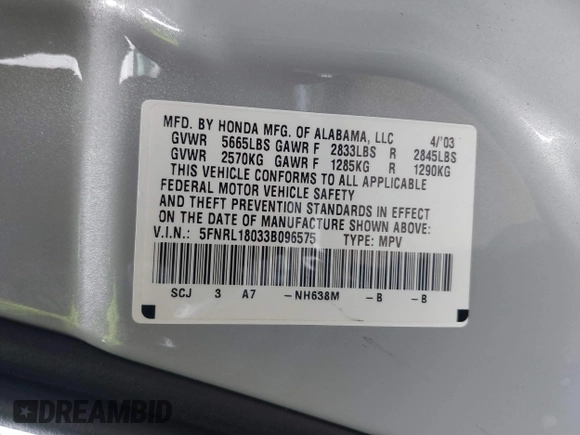 MFD. BY HONDA MFG. OF ALABAMA, LLC 4/'03
GVWR 5665LBS GAWR F 2833LBS R 2845LBS
GVWR 2570KG GAWR F 1285KG R 1290KG
THIS VEHICLE CONFORMS TO ALL APPLICABLE
FEDERAL MOTOR VEHICLE SAFETY
AND THEFT PREVENTION STANDARDS IN EFFECT
ON THE DATE OF MANUFACTURE SHOWN ABOVE:
V.I.N.: 5FNRL18033B096575 TYPE: MPV
SCJ 3 A7 -NH638M -B -B
DREAMBID